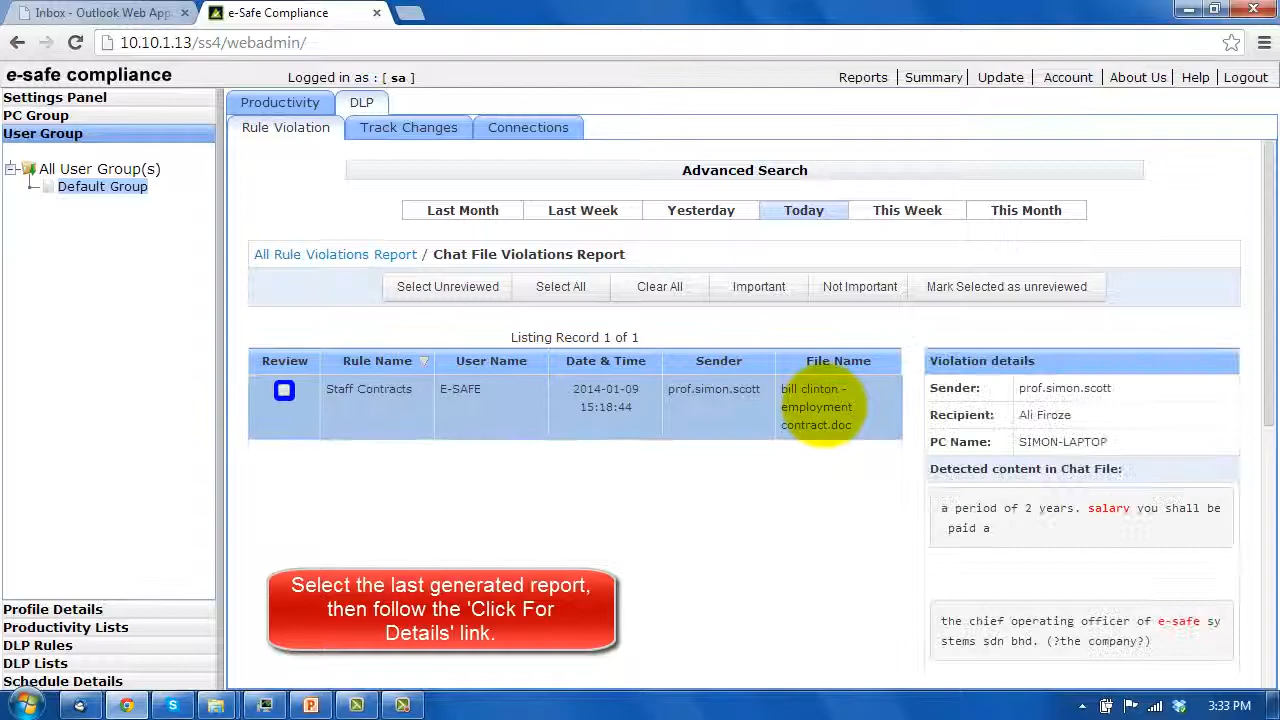 Inbox - Outlook Web App
e-Safe Compliance
10.10.1.13/ss4/webadmin/
e-safe compliance
Logged in as : [ sa ]
Reports Summary Update Account About Us Help Logout
Settings Panel
PC Group
User Group
All User Group(s)
Default Group
Profile Details
Productivity Lists
DLP Rules
DLP Lists
Schedule Details
Productivity DLP
Rule Violation Track Changes Connections
Advanced Search
Last Month Last Week Yesterday Today This Week This Month
All Rule Violations Report / Chat File Violations Report
Select Unreviewed Select All Clear All Important Not Important Mark Selected as unreviewed
Listing Record 1 of 1
Review Rule Name User Name Date & Time Sender File Name
Staff Contracts E-SAFE 2014-01-09 prof.simon.scott bill clinton -
15:18:44 employment
contract.doc
Violation details
Sender: prof.simon.scott
Recipient: Ali Firoze
PC Name: SIMON-LAPTOP
Detected content in Chat File:
a period of 2 years. salary you shall be
paid a
the chief operating officer of e-safe sy
stems sdn bhd. (?the company?)
Select the last generated report,
then follow the 'Click For
Details' link.
3:33 PM